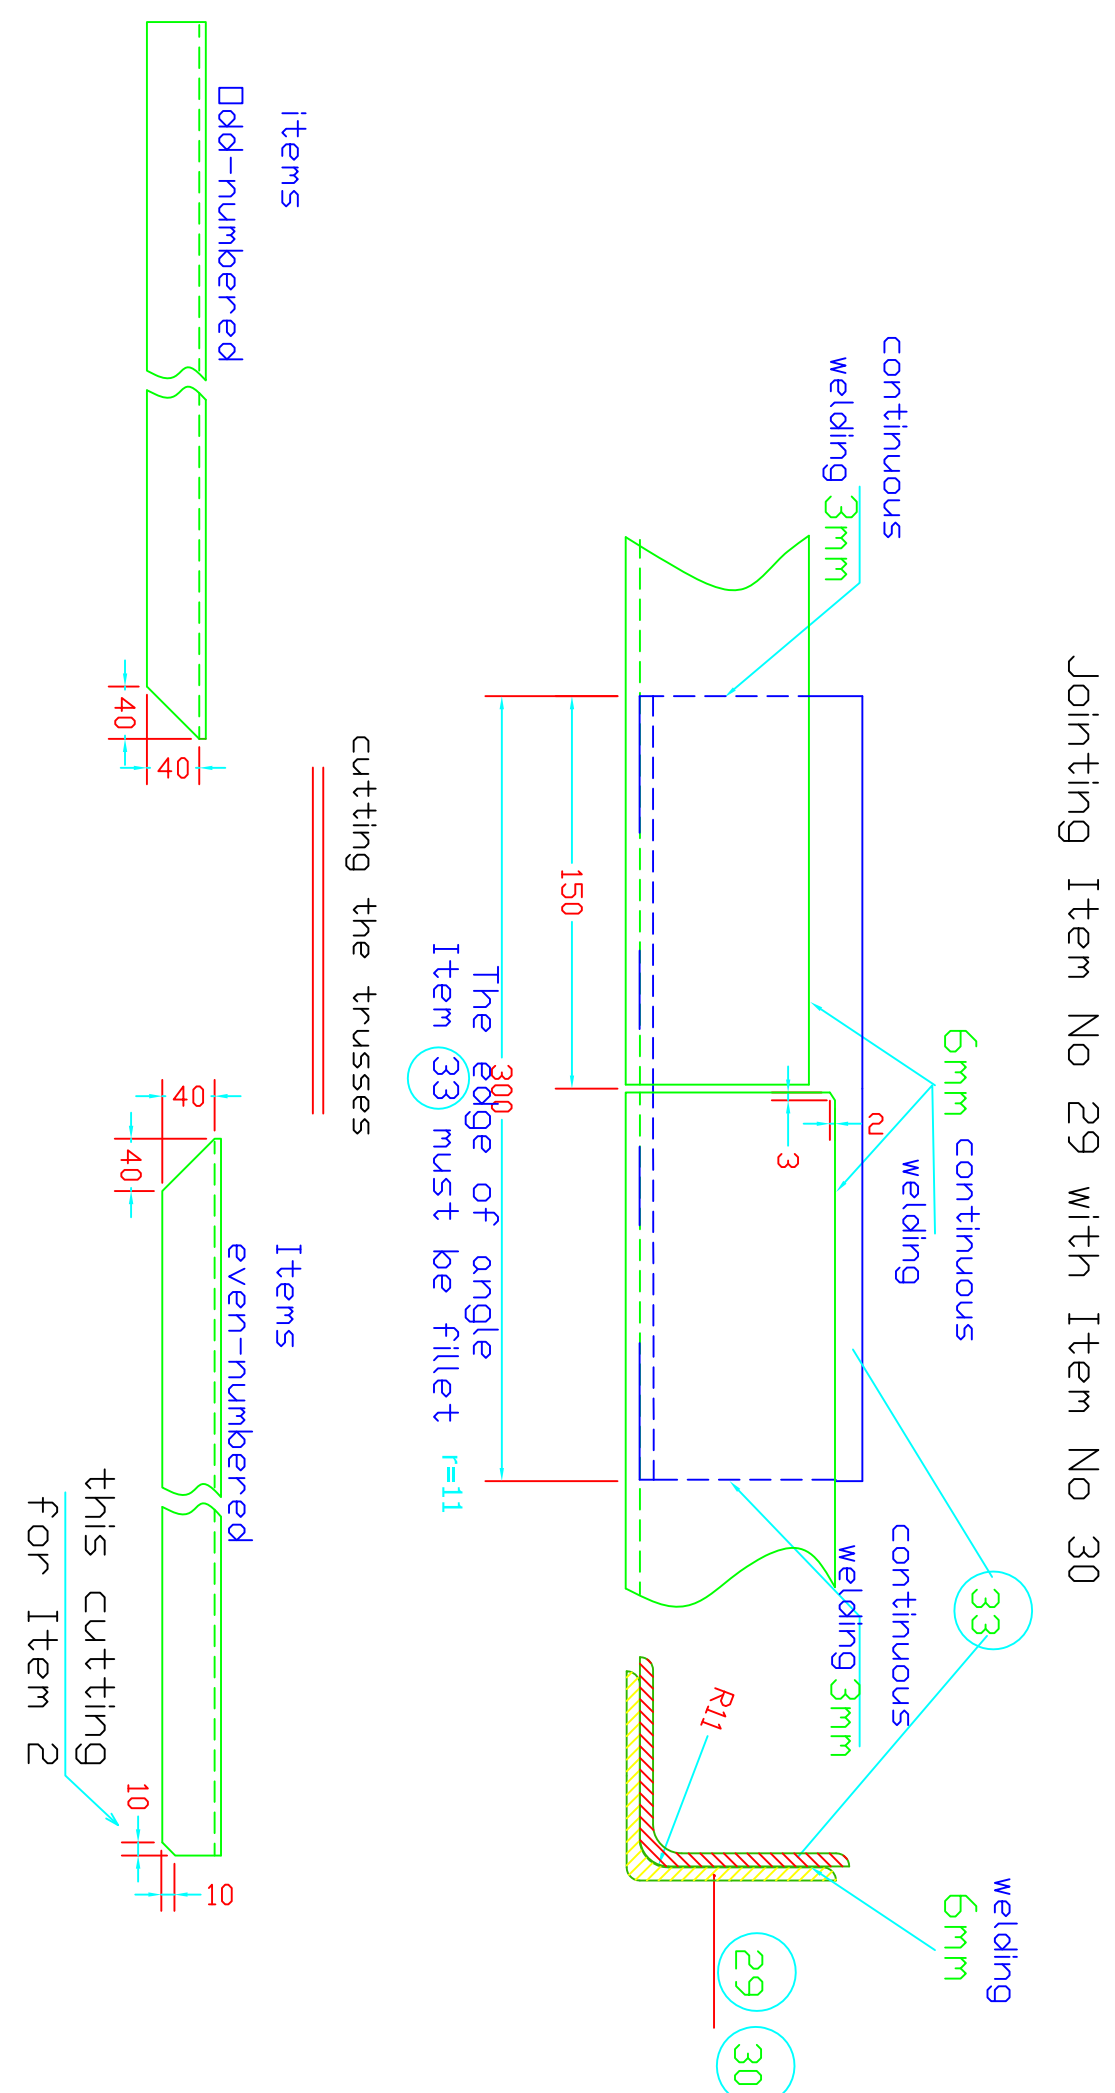 Jointing Item No 29 with Item No 30
continuous
welding 3mm
6mm
continuous
welding
2
3
33
continuous
welding 3mm
150
300
The edge of angle
Item 33 must be fillet r=11
R11
welding
6mm
29
30
cutting the trusses
items
Odd-numbered
40
40
Items
even-numbered
40
40
this cutting
for Item 2
10
10